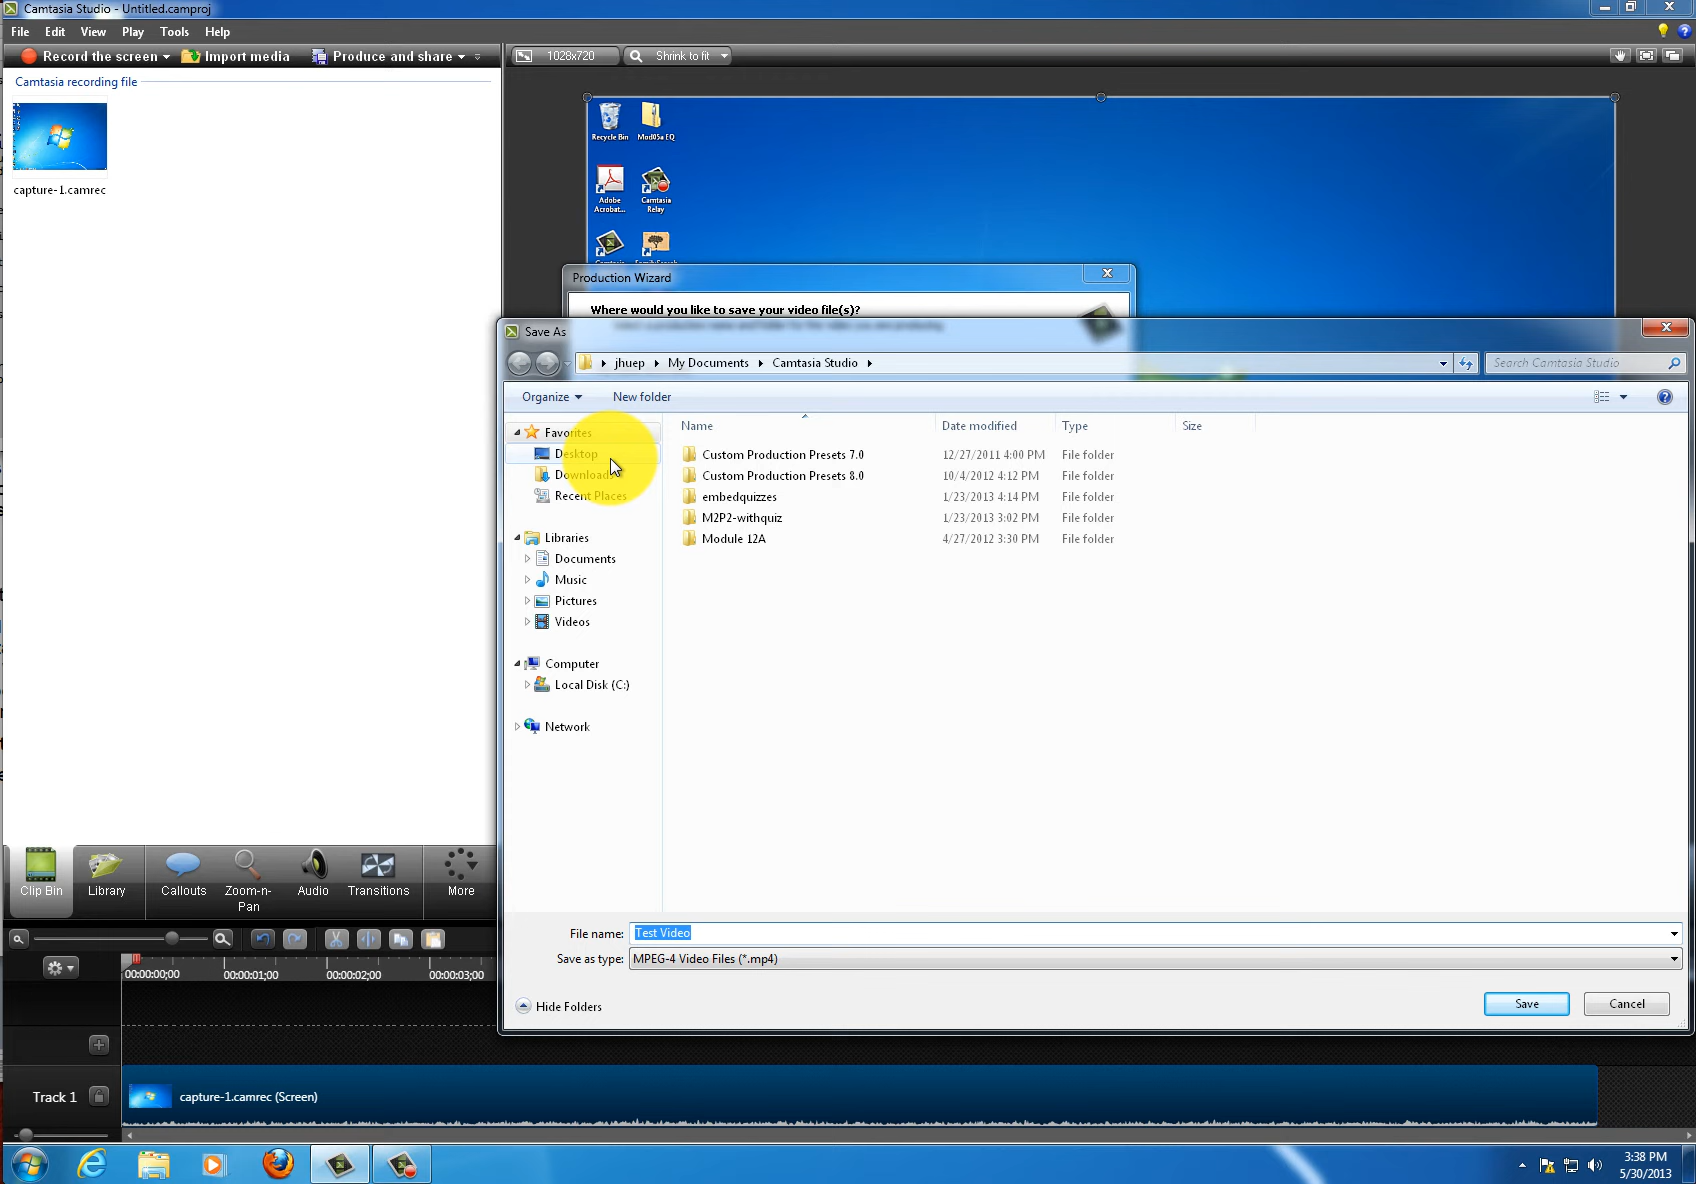 Camtasia Studio - Untitled.camproj
File Edit View Play Tools Help
Record the screen Import media Produce and share
1028x720 Shrink to fit
Camtasia recording file
capture-1.camrec
Recycle Bin Mod05a EQ
Adobe Acrobat... Camtasia Relay
Production Wizard
Where would you like to save your video file(s)?
Save As
jhuep My Documents Camtasia Studio
Search Camtasia Studio
Organize New folder
Name Date modified Type Size
Favorites
Desktop
Downloads
Recent Places
Libraries
Documents
Music
Pictures
Videos
Computer
Local Disk (C:)
Network
Custom Production Presets 7.0 12/27/2011 4:00 PM File folder
Custom Production Presets 8.0 10/4/2012 4:12 PM File folder
embedquizzes 1/23/2013 4:14 PM File folder
M2P2-withquiz 1/23/2013 3:02 PM File folder
Module 12A 4/27/2012 3:30 PM File folder
File name: Test Video
Save as type: MPEG-4 Video Files (*.mp4)
Hide Folders
Save Cancel
Clip Bin Library Callouts Zoom-n-Pan Audio Transitions More
00:00:00;00 00:00:01;00 00:00:02;00 00:00:03;00
Track 1 capture-1.camrec (Screen)
3:38 PM
5/30/2013